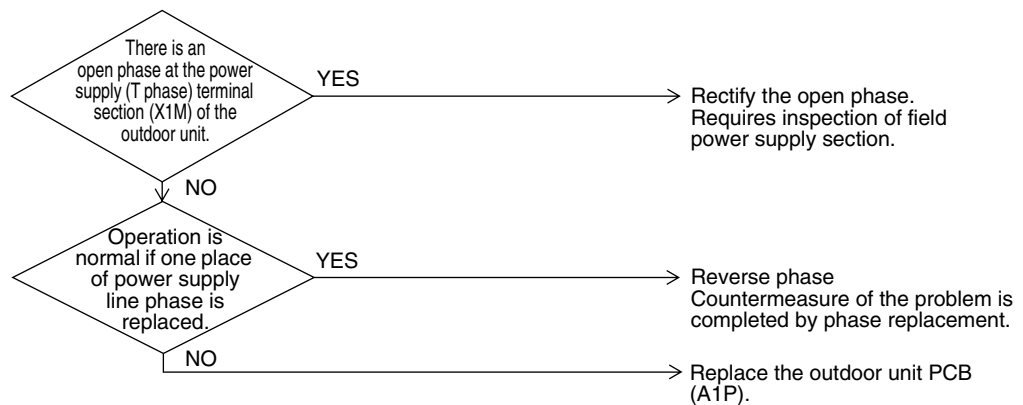 There is an
open phase at the power
supply (T phase) terminal
section (X1M) of the
outdoor unit.
YES
Rectify the open phase.
Requires inspection of field
power supply section.
NO
Operation is
normal if one place
of power supply
line phase is
replaced.
YES
Reverse phase
Countermeasure of the problem is
completed by phase replacement.
NO
Replace the outdoor unit PCB
(A1P).